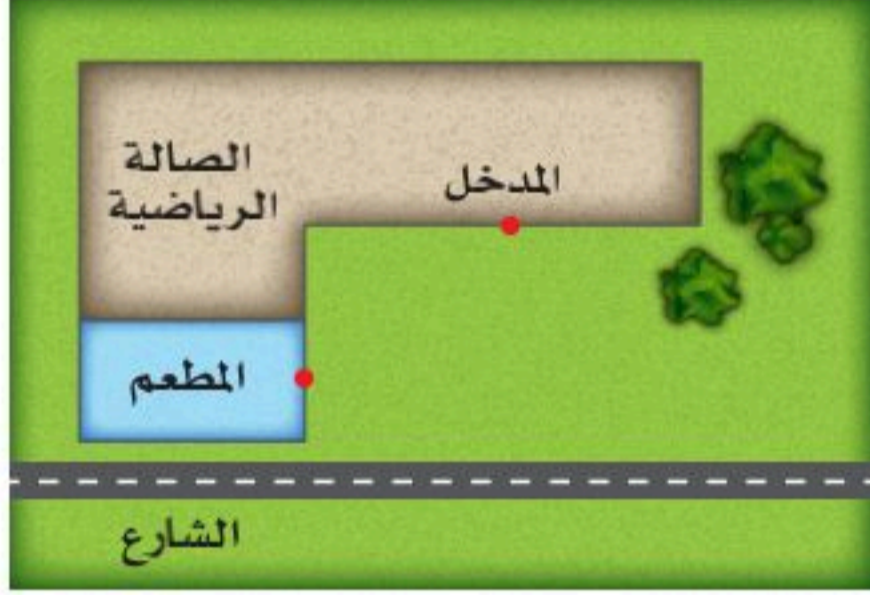 الصالة
الرياضية
المدخل
المطعم
الشارع